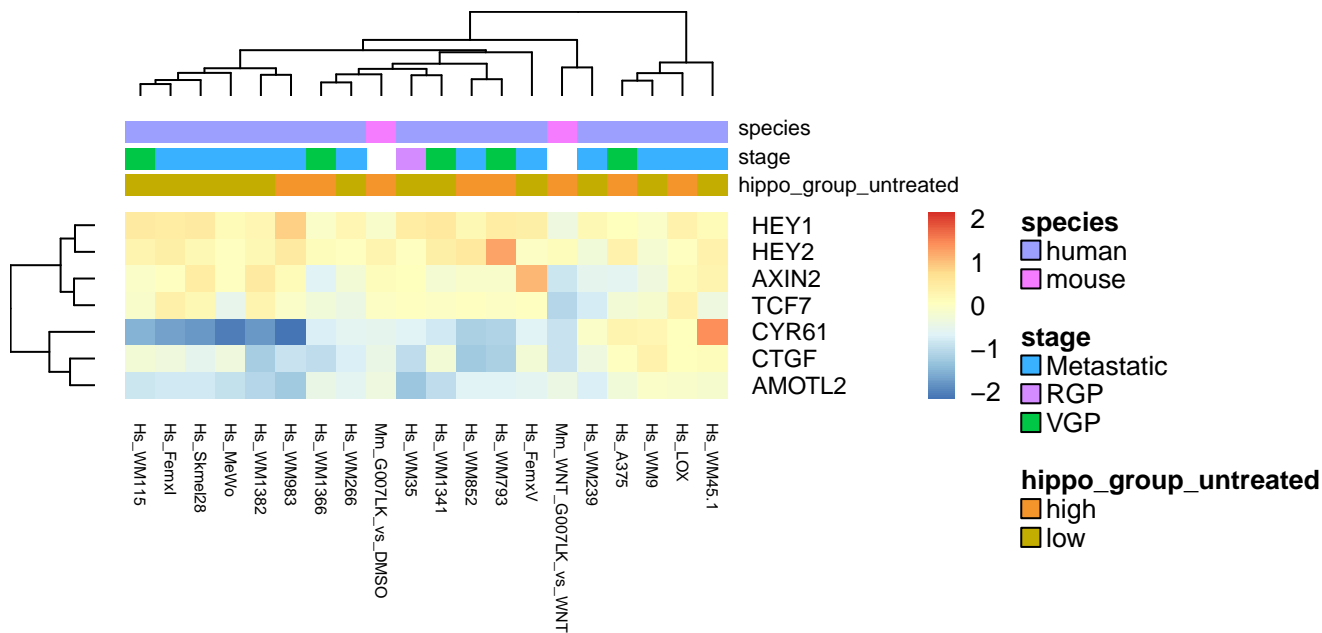 species
stage
hippo_group_untreated
HEY1
HEY2
AXIN2
TCF7
CYR61
CTGF
AMOTL2
2
1
0
−1
−2
species
human
mouse
stage
Metastatic
RGP
VGP
hippo_group_untreated
high
low
Hs_WM115
Hs_FemxI
Hs_Skmel28
Hs_MeWo
Hs_WM1382
Hs_WM983
Hs_WM1366
Hs_WM266
Mm_G007LK_vs_DMSO
Hs_WM35
Hs_WM1341
Hs_WM852
Hs_WM793
Hs_FemxV
Mm_WNT_G007LK_vs_WNT
Hs_WM239
Hs_A375
Hs_WM9
Hs_LOX
Hs_WM45.1